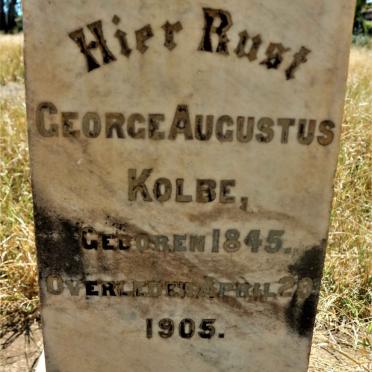 Hier Rust
GEORGE AUGUSTUS
KOLBE,
GEBOREN 1845.
OVERLEDEN APRIL 20
1905.